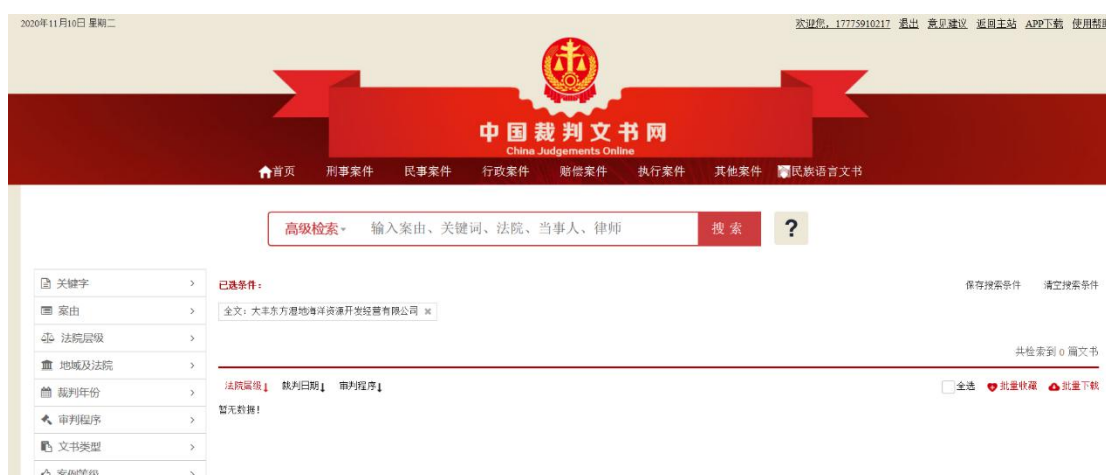 2020年11月10日 星期二
欢迎您，17775910217 退出 意见建议 返回主站 APP下载 使用帮助
中国裁判文书网
China Judgements Online
首页 刑事案件 民事案件 行政案件 赔偿案件 执行案件 其他案件 民族语言文书
高级检索 输入案由、关键词、法院、当事人、律师 搜索 ?
关键字
案由
法院层级
地域及法院
裁判年份
审判程序
文书类型
案例等级
已选条件：
保存搜索条件 清空搜索条件
全文：大丰东方湿地海洋资源开发经营有限公司 ×
共检索到 0 篇文书
法院层级↓ 裁判日期↓ 审判程序↓
全选 批量收藏 批量下载
暂无数据！